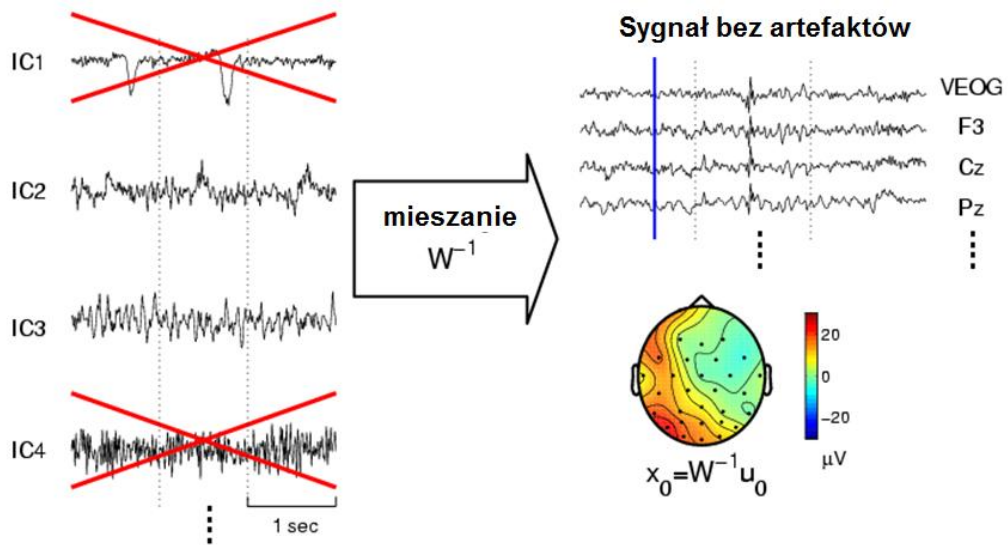 Sygnał bez artefaktów
IC1
IC2
IC3
IC4
1 sec
mieszanie
W⁻¹
VEOG
F3
Cz
Pz
20
0
−20
µV
x₀=W⁻¹u₀